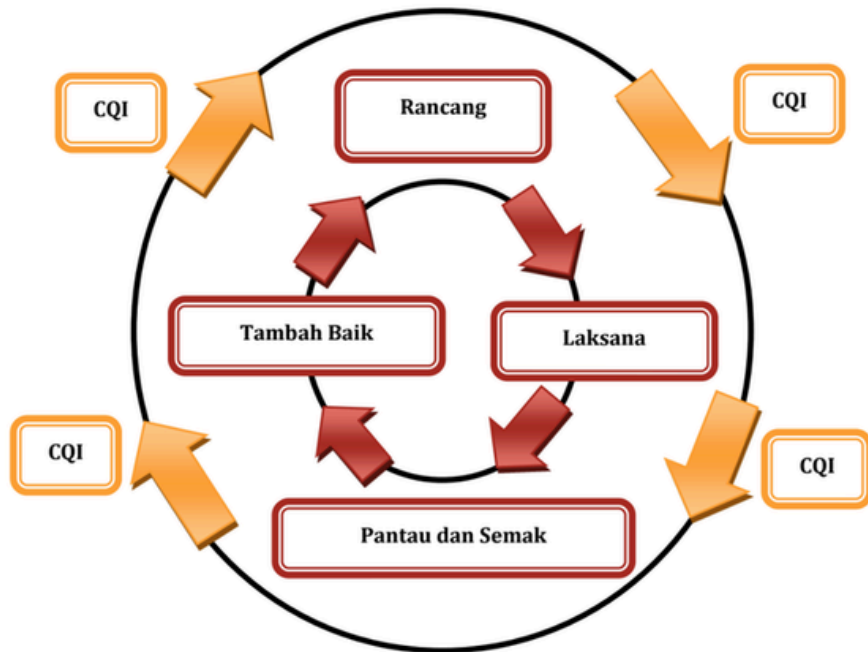 CQI
Rancang
CQI
Tambah Baik
Laksana
CQI
CQI
Pantau dan Semak